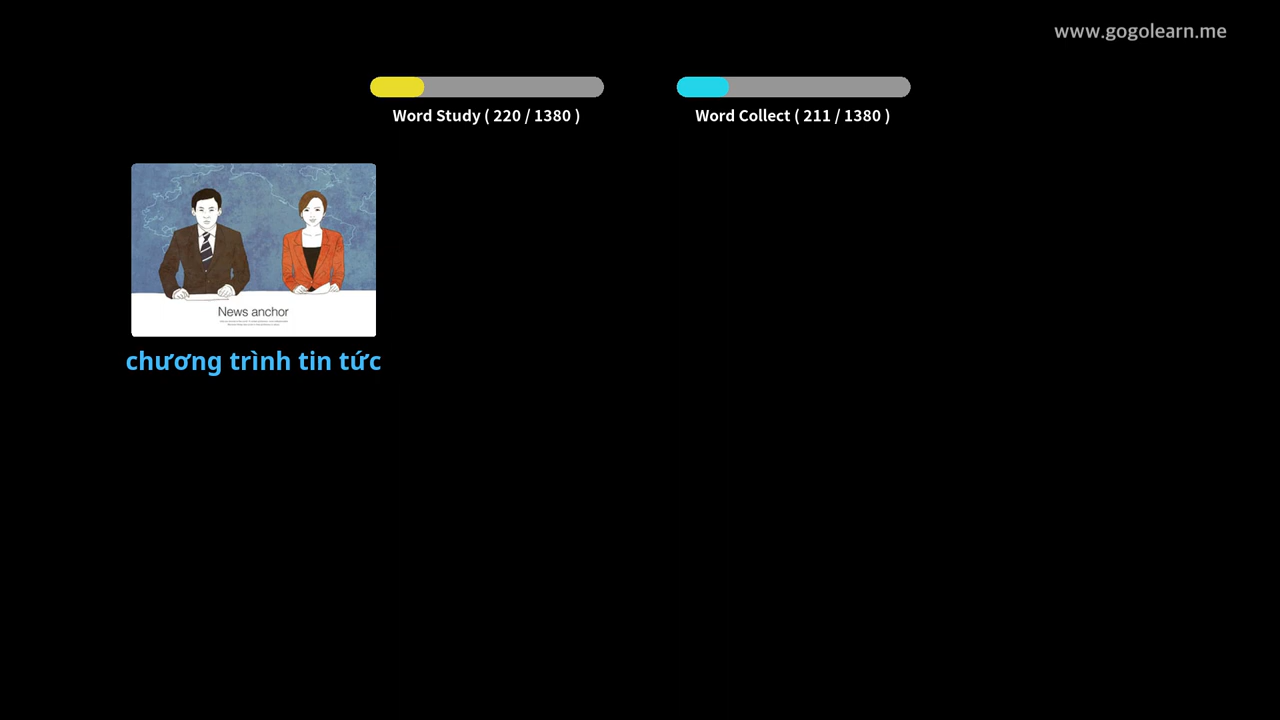 www.gogolearn.me
Word Study ( 220 / 1380 )
Word Collect ( 211 / 1380 )
News anchor
chương trình tin tức